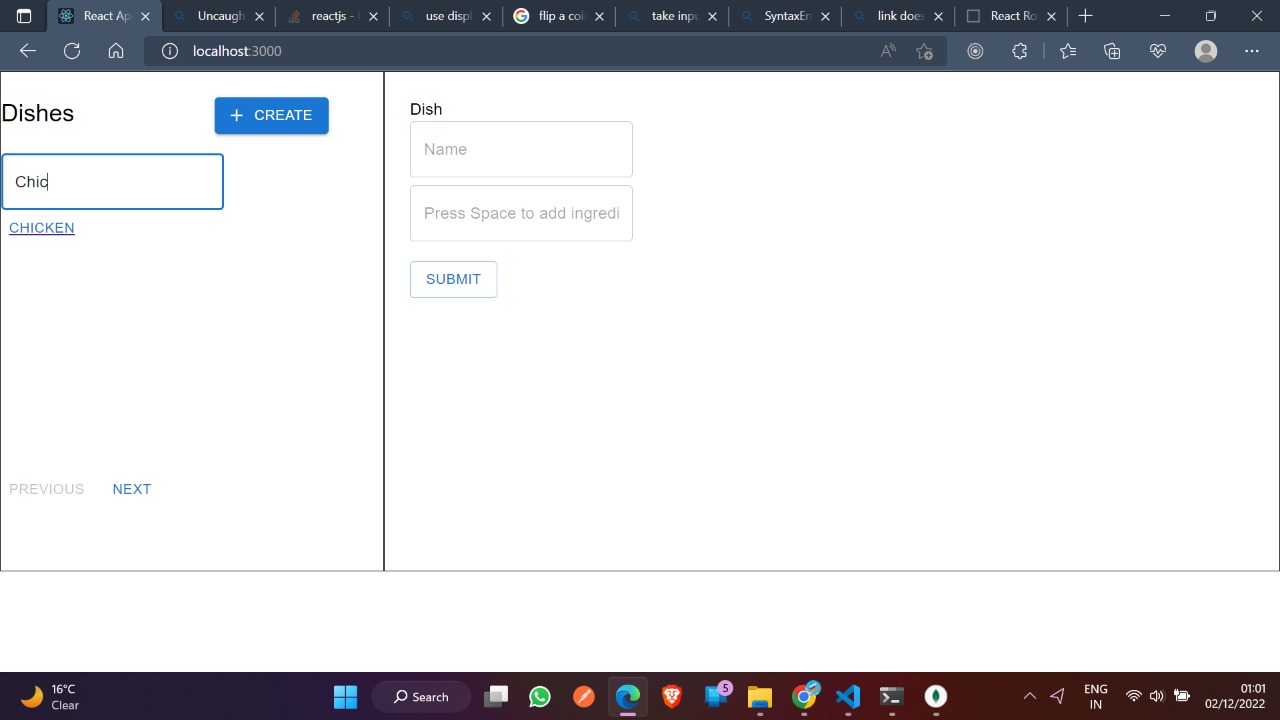 React Ap
Uncaugh
reactjs -
use displ
flip a coi
take inpu
SyntaxEr
link does
React Ro
localhost:3000
Dishes
+ CREATE
Chic
CHICKEN
PREVIOUS
NEXT
Dish
Name
Press Space to add ingredi
SUBMIT
16°C
Clear
Search
5
ENG
IN
01:01
02/12/2022